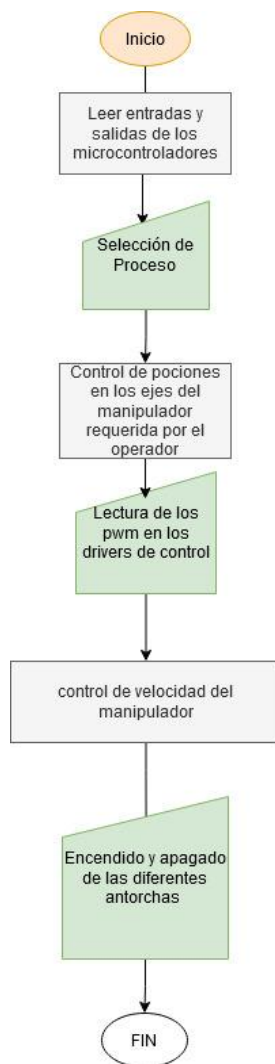 Inicio
Leer entradas y
salidas de los
microcontroladores
Selección de
Proceso
Control de pociones
en los ejes del
manipulador
requerida por el
operador
Lectura de los
pwm en los
drivers de control
control de velocidad del
manipulador
Encendido y apagado
de las diferentes
antorchas
FIN